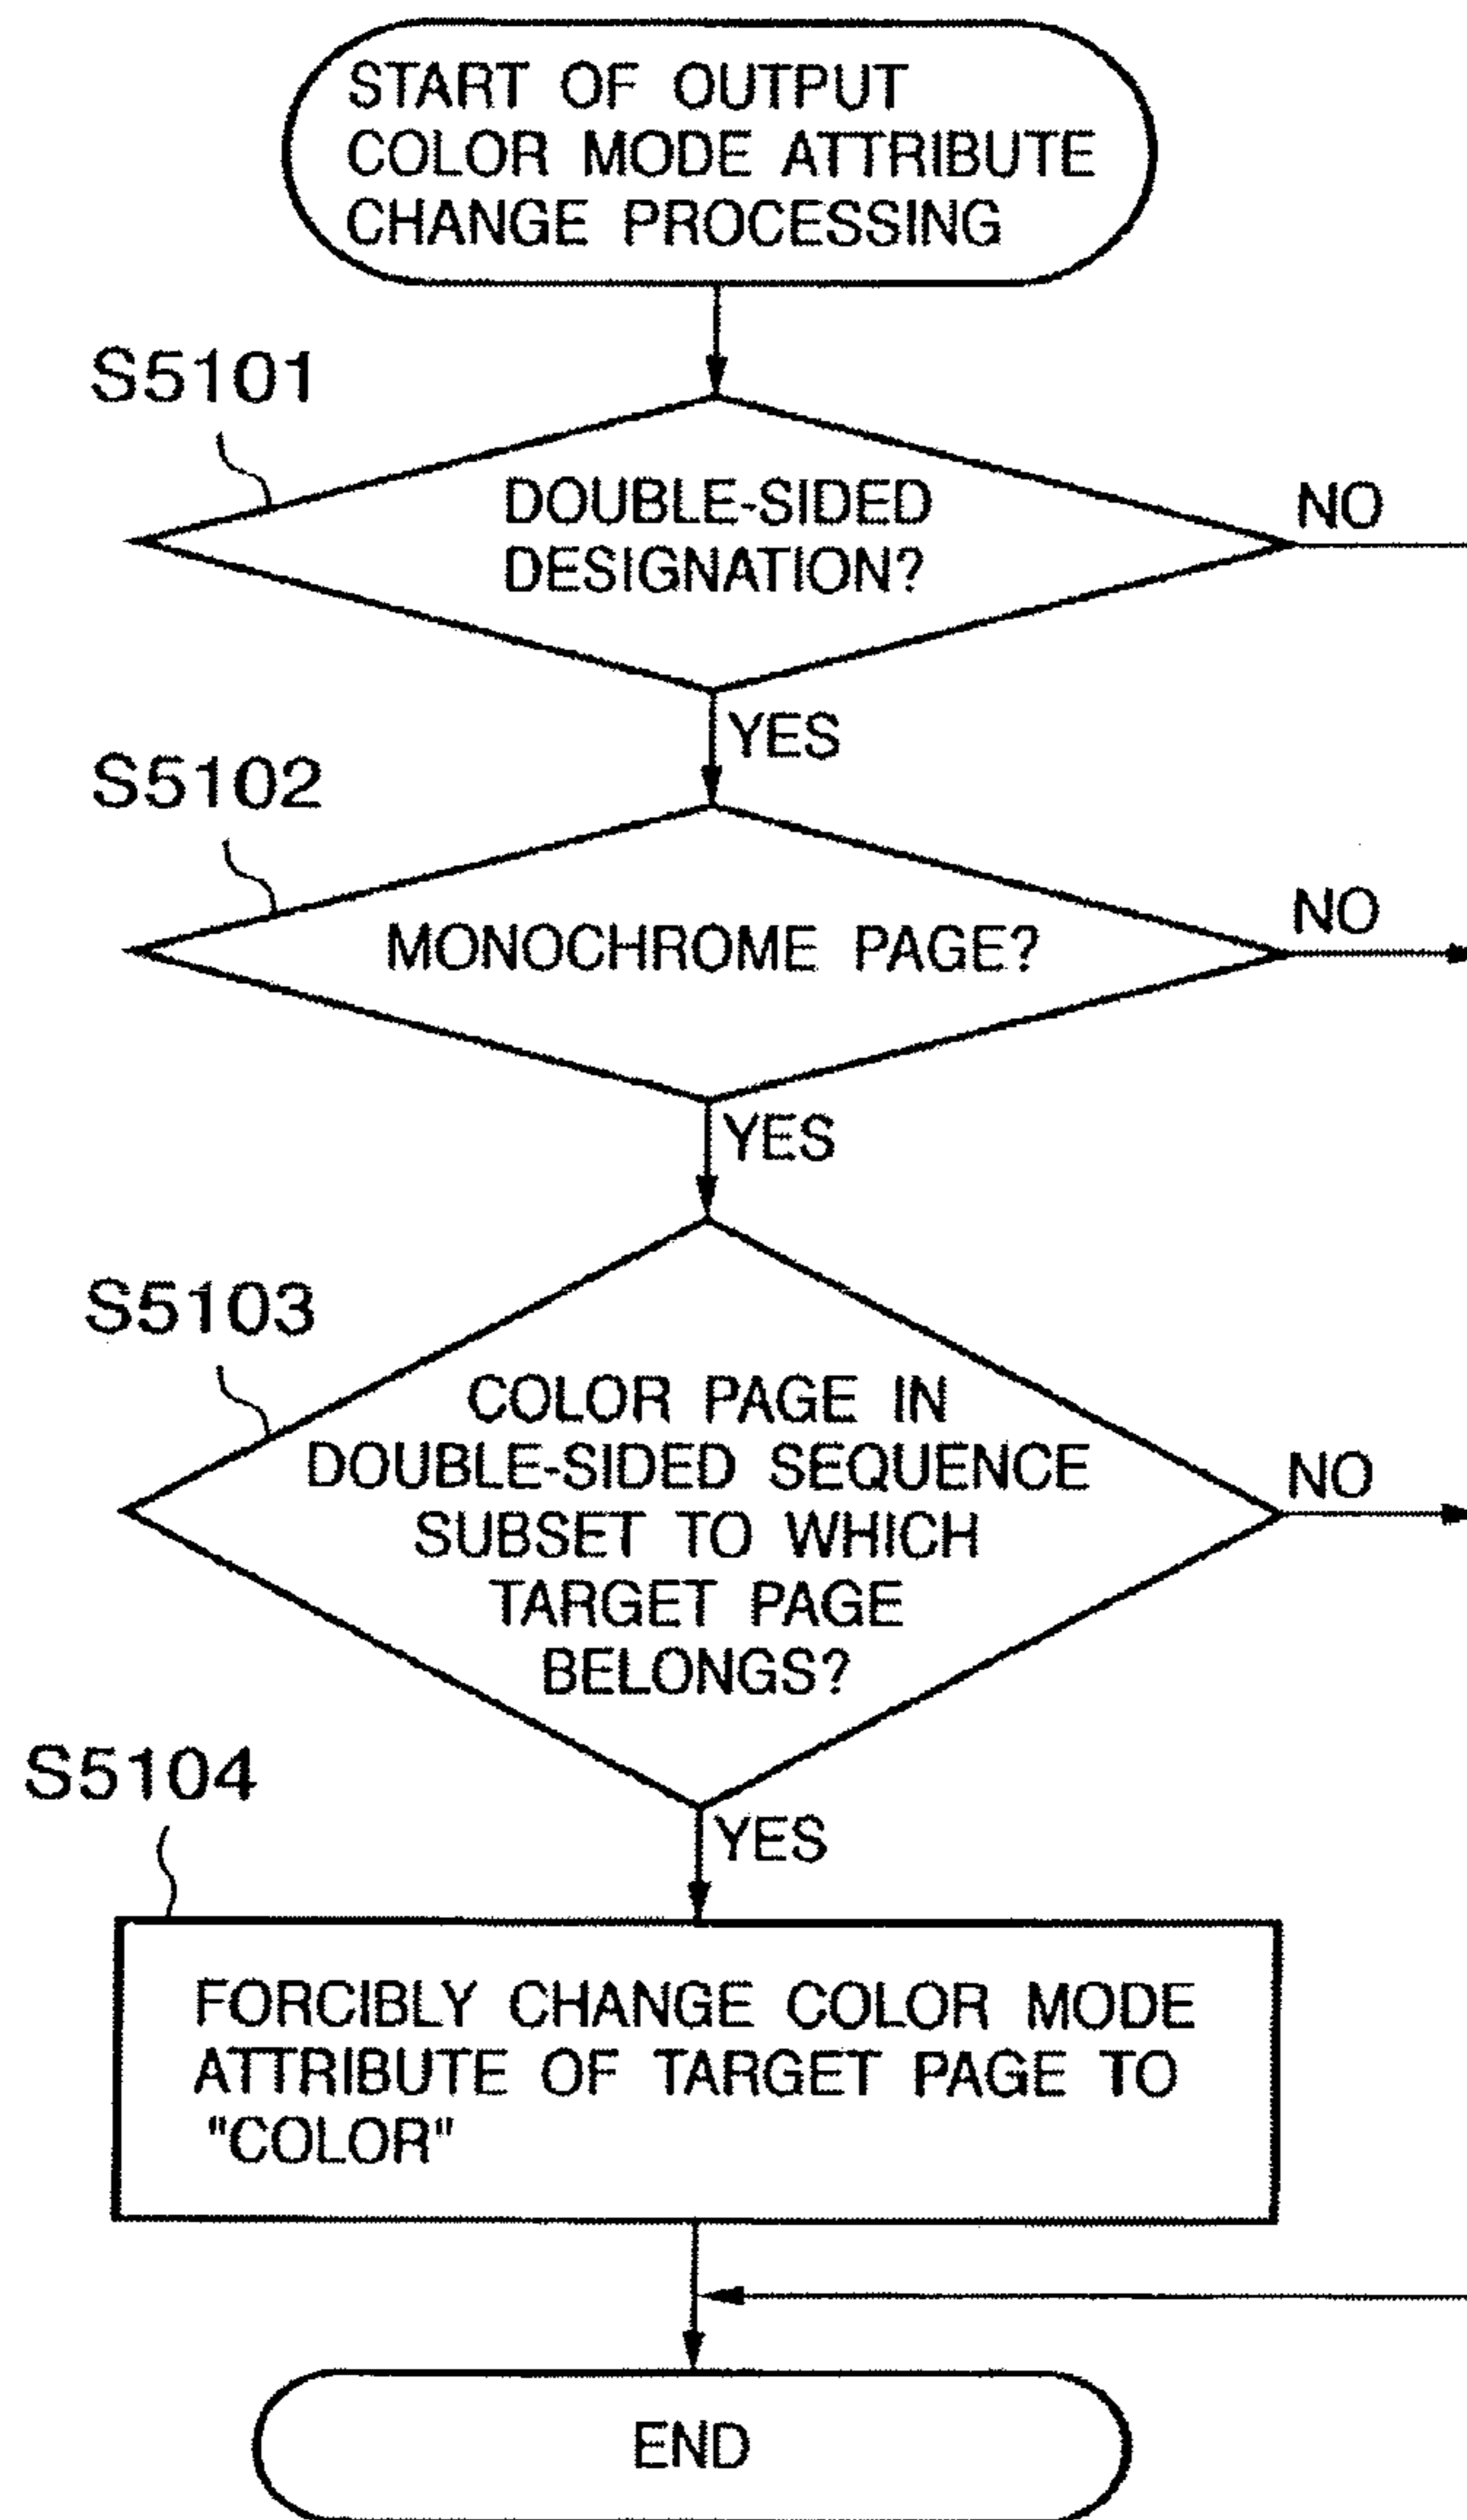 START OF OUTPUT
COLOR MODE ATTRIBUTE
CHANGE PROCESSING
S5101
DOUBLE-SIDED
DESIGNATION?
NO
YES
S5102
MONOCHROME PAGE?
NO
YES
S5103
COLOR PAGE IN
DOUBLE-SIDED SEQUENCE
SUBSET TO WHICH
TARGET PAGE
BELONGS?
NO
YES
S5104
FORCIBLY CHANGE COLOR MODE
ATTRIBUTE OF TARGET PAGE TO
"COLOR"
END